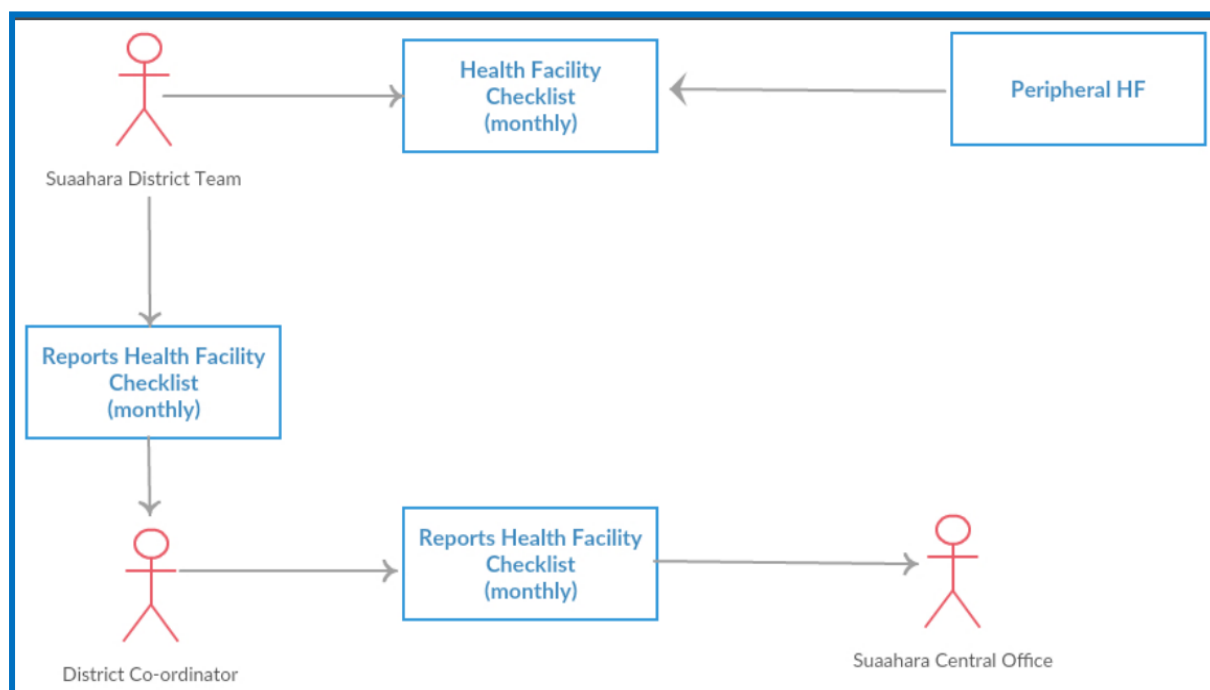 Health Facility
Checklist
(monthly)
Peripheral HF
Suaahara District Team
Reports Health Facility
Checklist
(monthly)
Reports Health Facility
Checklist
(monthly)
District Co-ordinator
Suaahara Central Office